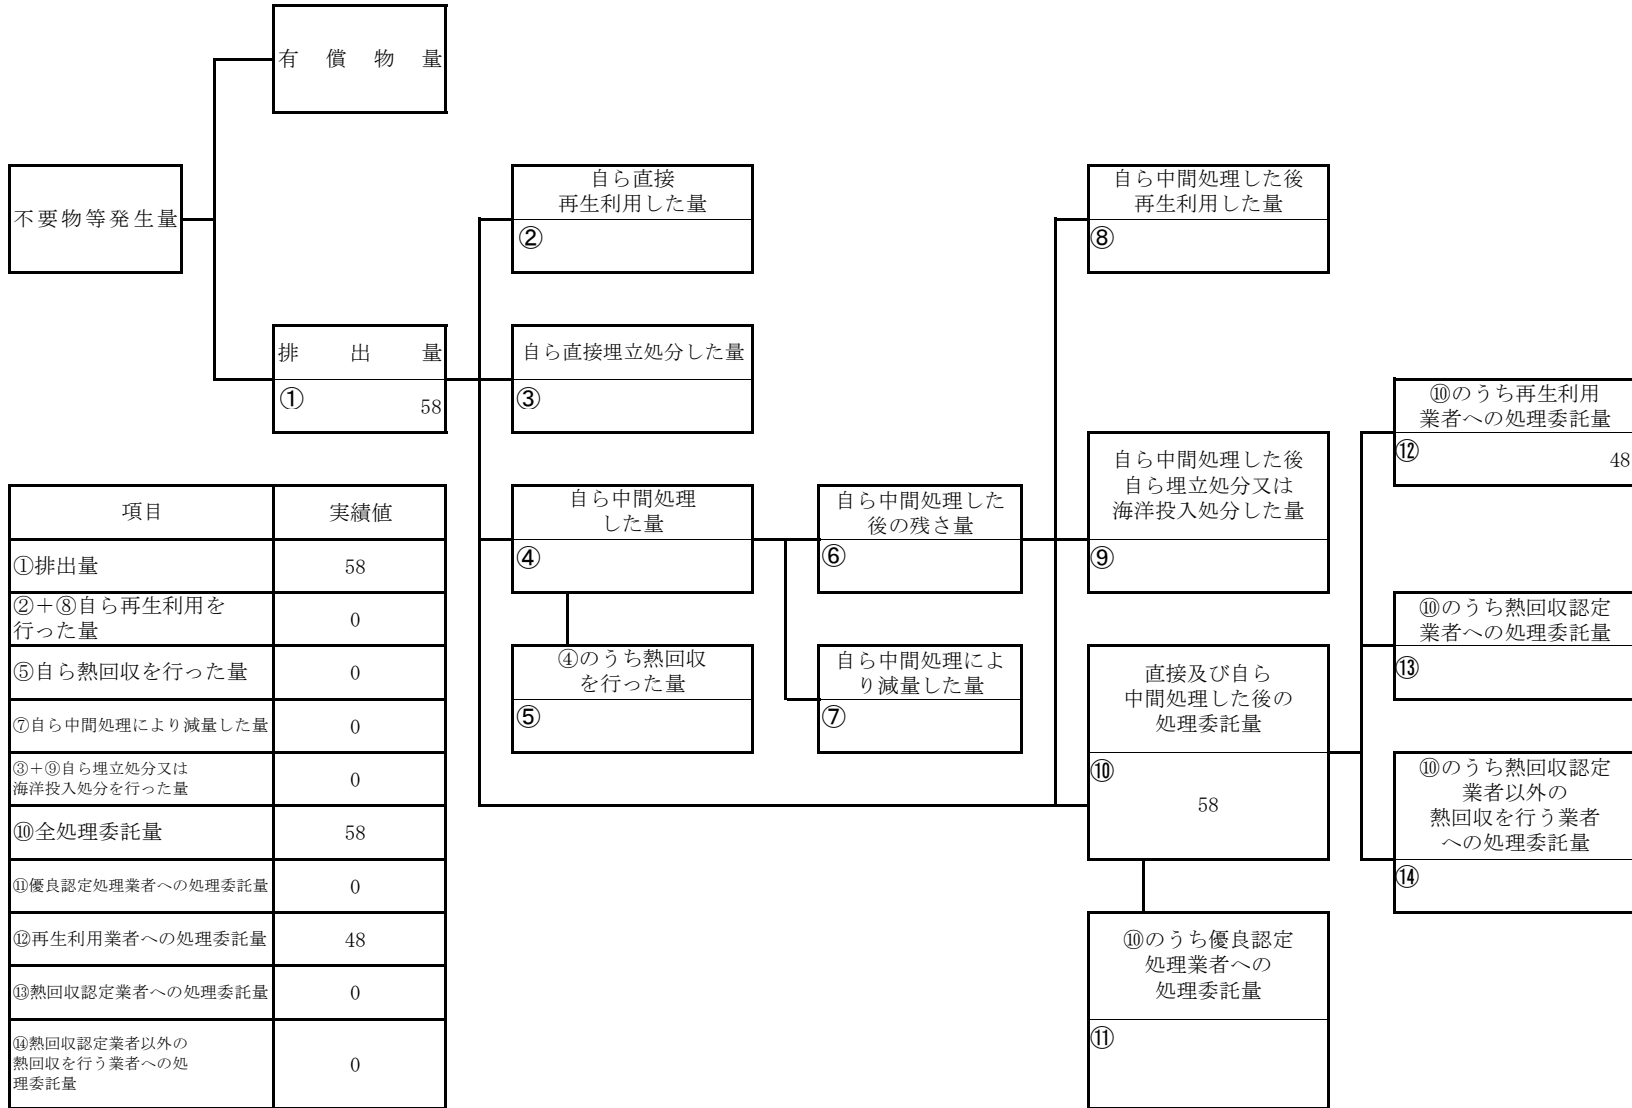 有償物量
不要物等発生量
排出量
①
58
自ら直接
再生利用した量
②
自ら直接埋立処分した量
③
自ら中間処理
した量
④
④のうち熱回収
を行った量
⑤
自ら中間処理した
後の残さ量
⑥
自ら中間処理によ
り減量した量
⑦
自ら中間処理した後
再生利用した量
⑧
自ら中間処理した後
自ら埋立処分又は
海洋投入処分した量
⑨
直接及び自ら
中間処理した後の
処理委託量
⑩
58
⑩のうち優良認定
処理業者への
処理委託量
⑪
⑩のうち再生利用
業者への処理委託量
⑫
48
⑩のうち熱回収認定
業者への処理委託量
⑬
⑩のうち熱回収認定
業者以外の
熱回収を行う業者
への処理委託量
⑭
項目 実績値
①排出量 58
②＋⑧自ら再生利用を
行った量 0
⑤自ら熱回収を行った量 0
⑦自ら中間処理により減量した量 0
③＋⑨自ら埋立処分又は
海洋投入処分を行った量 0
⑩全処理委託量 58
⑪優良認定処理業者への処理委託量 0
⑫再生利用業者への処理委託量 48
⑬熱回収認定業者への処理委託量 0
⑭熱回収認定業者以外の
熱回収を行う業者への処
理委託量 0